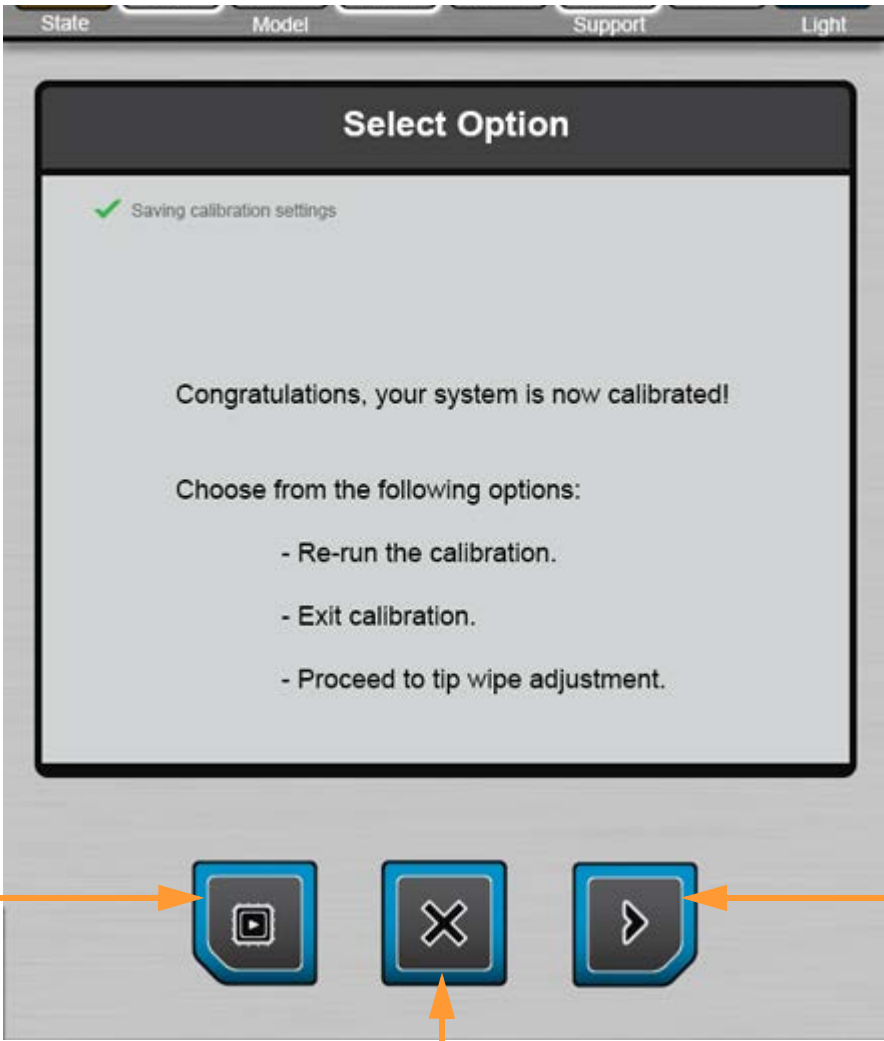 State Model Support Light
Select Option
Saving calibration settings
Congratulations, your system is now calibrated!
Choose from the following options:
- Re-run the calibration.
- Exit calibration.
- Proceed to tip wipe adjustment.